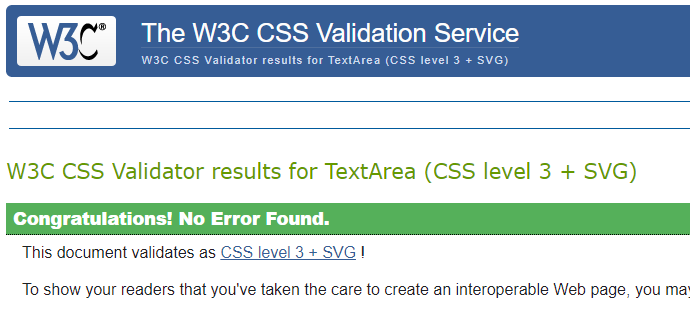 W3C® The W3C CSS Validation Service
W3C CSS Validator results for TextArea (CSS level 3 + SVG)
W3C CSS Validator results for TextArea (CSS level 3 + SVG)
Congratulations! No Error Found.
This document validates as CSS level 3 + SVG !
To show your readers that you've taken the care to create an interoperable Web page, you may